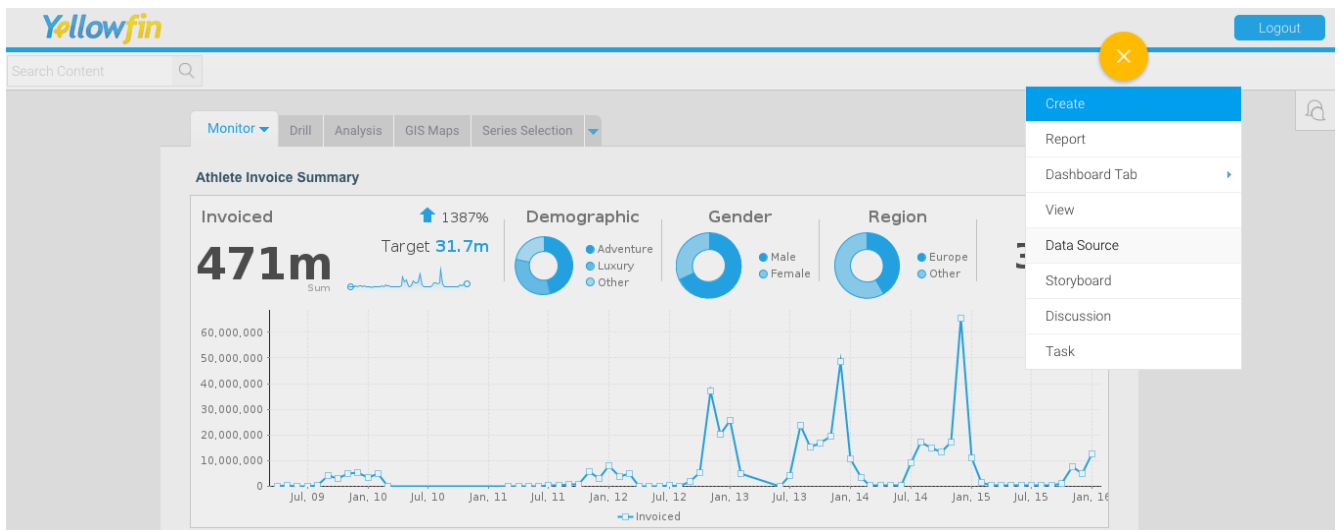 Yellowfin
Logout
Search Content
Create
Report
Dashboard Tab
View
Data Source
Storyboard
Discussion
Task
Monitor
Drill
Analysis
GIS Maps
Series Selection
Athlete Invoice Summary
Invoiced
1387%
Target 31.7m
471m
Sum
Demographic
Adventure
Luxury
Other
Gender
Male
Female
Region
Europe
Other
60,000,000
50,000,000
40,000,000
30,000,000
20,000,000
10,000,000
0
Jul, 09 Jan, 10 Jul, 10 Jan, 11 Jul, 11 Jan, 12 Jul, 12 Jan, 13 Jul, 13 Jan, 14 Jul, 14 Jan, 15 Jul, 15 Jan, 16
Invoiced